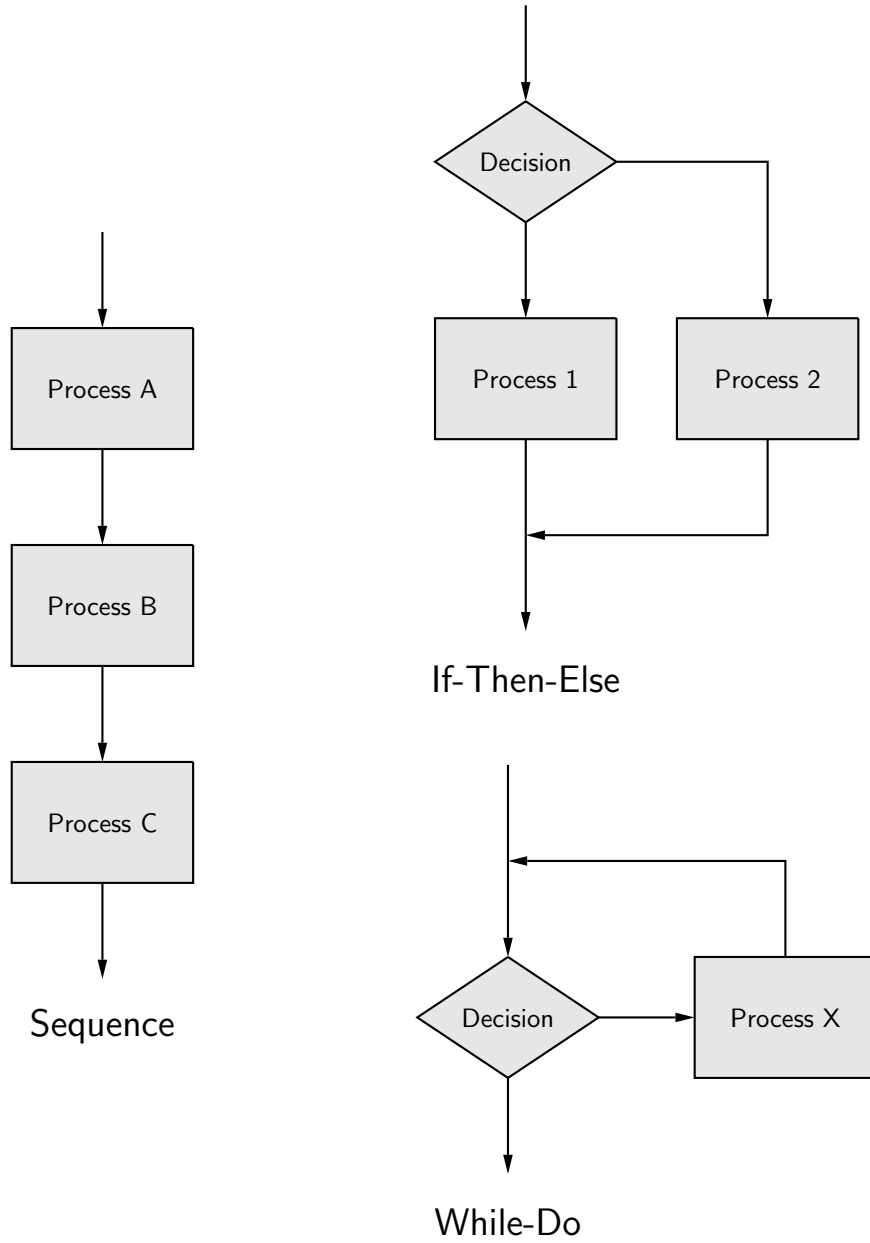 Process A
Process B
Process C
Sequence
Decision
Process 1
Process 2
If-Then-Else
Decision
Process X
While-Do